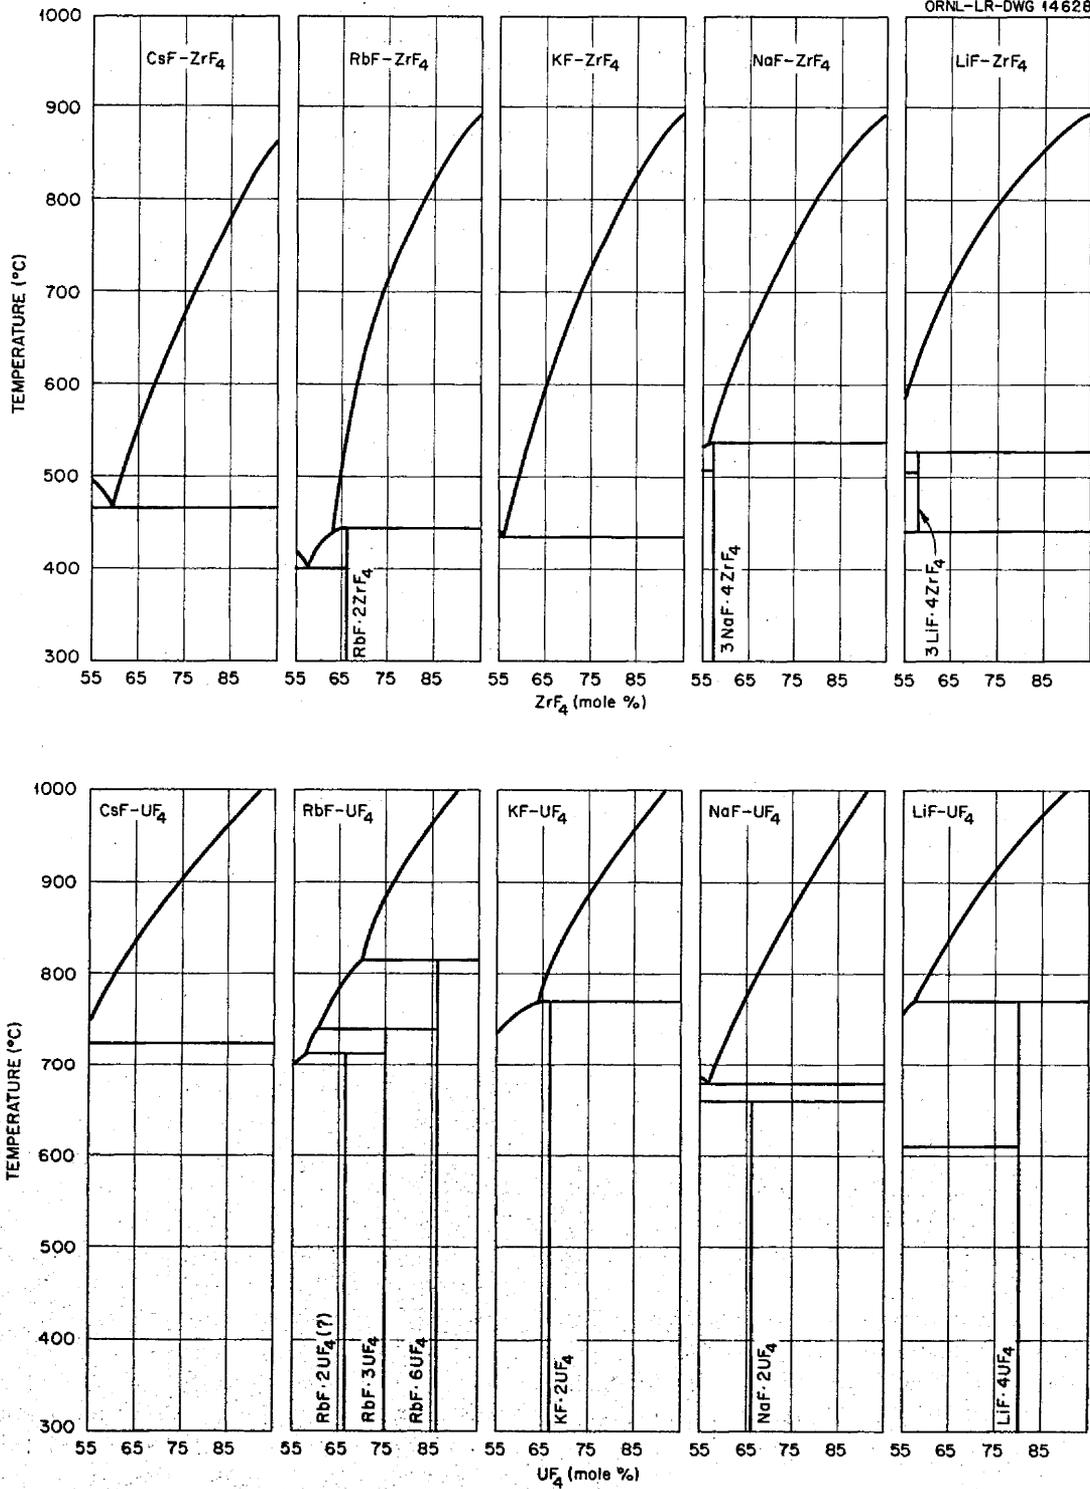 ORNL-LR-DWG 14628
1000
900
800
700
600
500
400
300
TEMPERATURE (°C)
CsF-ZrF4
RbF-ZrF4
KF-ZrF4
NaF-ZrF4
LiF-ZrF4
RbF·2ZrF4
3NaF·4ZrF4
3LiF·4ZrF4
55 65 75 85
55 65 75 85
55 65 75 85
55 65 75 85
55 65 75 85
ZrF4 (mole %)
1000
900
800
700
600
500
400
300
TEMPERATURE (°C)
CsF-UF4
RbF-UF4
KF-UF4
NaF-UF4
LiF-UF4
RbF·2UF4(?)
RbF·3UF4
RbF·6UF4
KF·2UF4
NaF·2UF4
LiF·4UF4
55 65 75 85
55 65 75 85
55 65 75 85
55 65 75 85
55 65 75 85
UF4 (mole %)